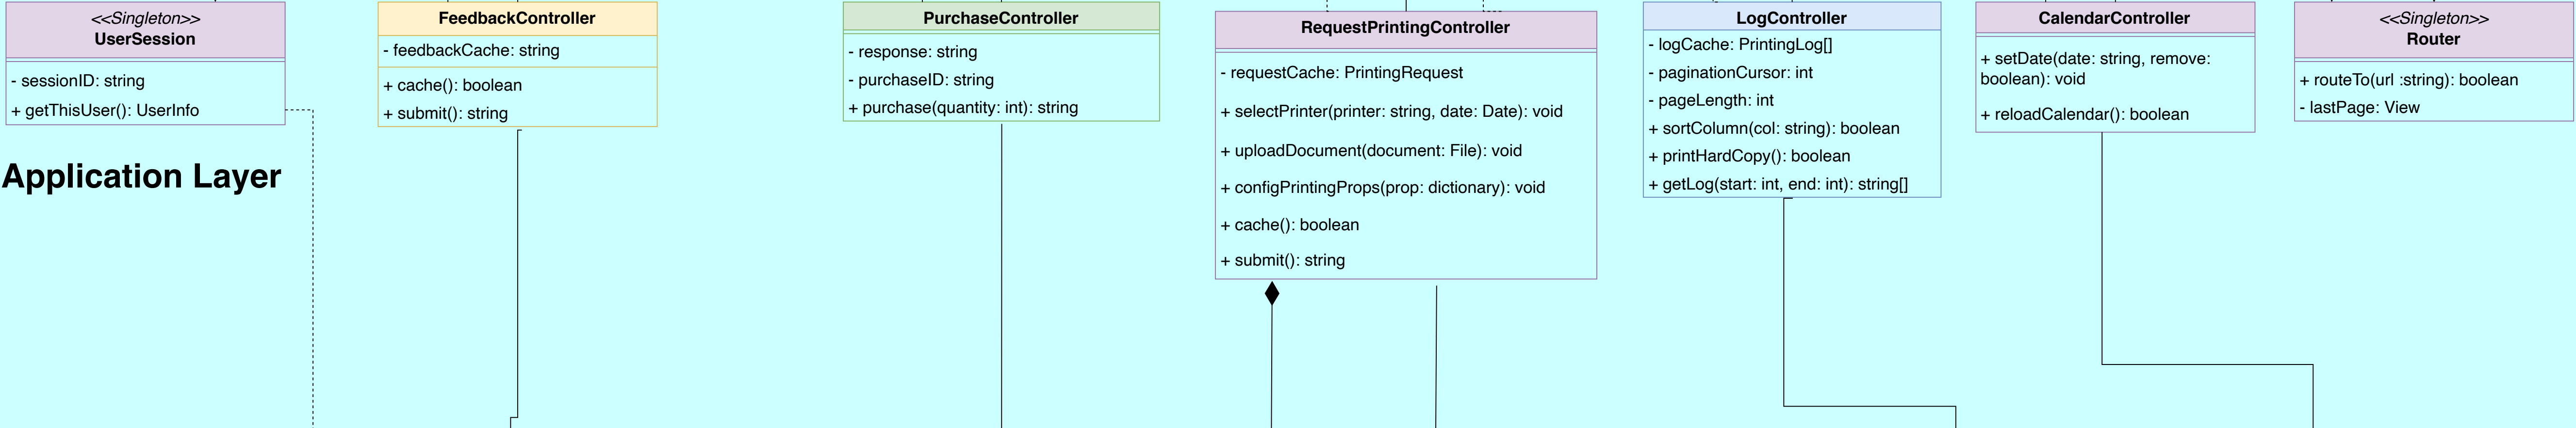 <<Singleton>>
UserSession
- sessionID: string
+ getThisUser(): UserInfo
Application Layer
FeedbackController
- feedbackCache: string
+ cache(): boolean
+ submit(): string
PurchaseController
- response: string
- purchaseID: string
+ purchase(quantity: int): string
RequestPrintingController
- requestCache: PrintingRequest
+ selectPrinter(printer: string, date: Date): void
+ uploadDocument(document: File): void
+ configPrintingProps(prop: dictionary): void
+ cache(): boolean
+ submit(): string
LogController
- logCache: PrintingLog[]
- paginationCursor: int
- pageLength: int
+ sortColumn(col: string): boolean
+ printHardCopy(): boolean
+ getLog(start: int, end: int): string[]
CalendarController
+ setDate(date: string, remove:
boolean): void
+ reloadCalendar(): boolean
<<Singleton>>
Router
+ routeTo(url :string): boolean
- lastPage: View